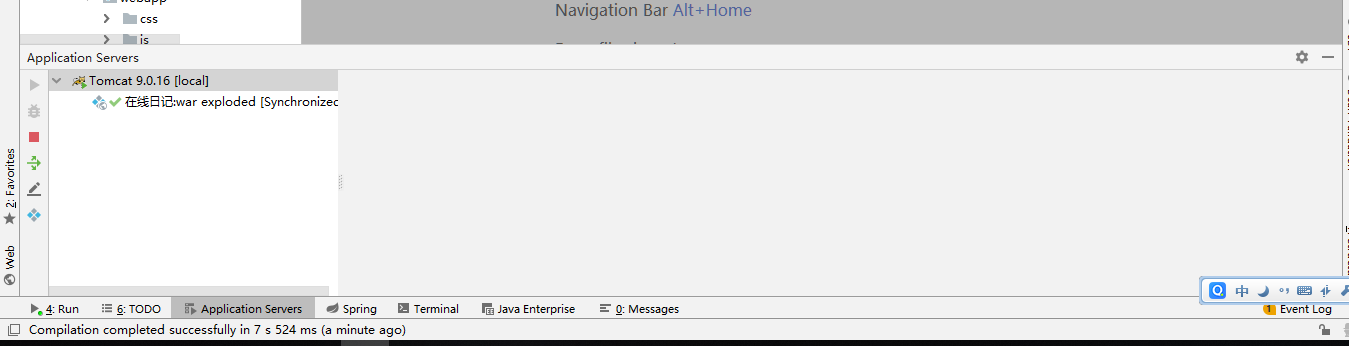 webapp
css
js
Navigation Bar Alt+Home
Application Servers
Tomcat 9.0.16 [local]
在线日记:war exploded [Synchronized
2: Favorites
Web
中
4: Run
6: TODO
Application Servers
Spring
Terminal
Java Enterprise
0: Messages
1 Event Log
Compilation completed successfully in 7 s 524 ms (a minute ago)